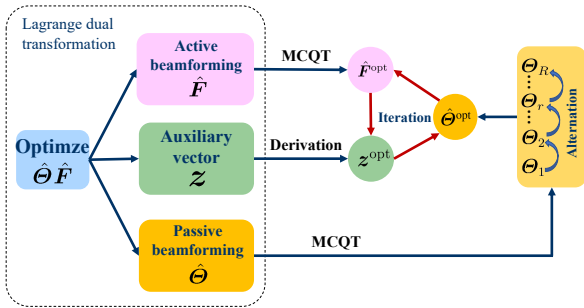 Lagrange dual
transformation
Optimze
Θ̂ F̂
Active
beamforming
F̂
Auxiliary
vector
z
Passive
beamforming
Θ̂
MCQT
Derivation
MCQT
F̂ᵒᵖᵗ
Iteration
Θ̂ᵒᵖᵗ
zᵒᵖᵗ
Θ_R
⋮
Θ_r
⋮
Θ_2
Θ_1
Alternation